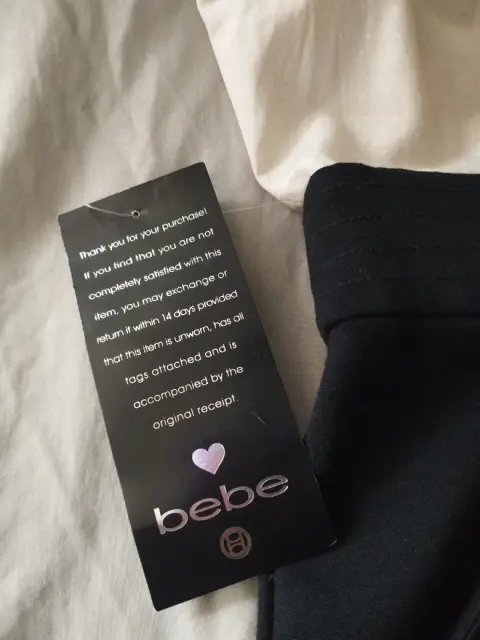 Thank you for your purchase!
If you find that you are not
completely satisfied with this
item, you may exchange or
return it within 14 days provided
that this item is unworn, has all
tags attached and is
accompanied by the
original receipt.
bebe